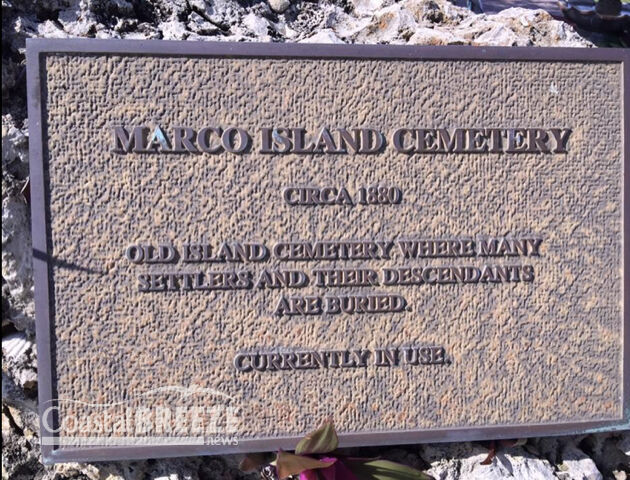 MARCO ISLAND CEMETERY
CIRCA 1880
OLD ISLAND CEMETERY WHERE MANY
SETTLERS AND THEIR DESCENDANTS
ARE BURIED.
CURRENTLY IN USE.
CoastalBREEZE
.news